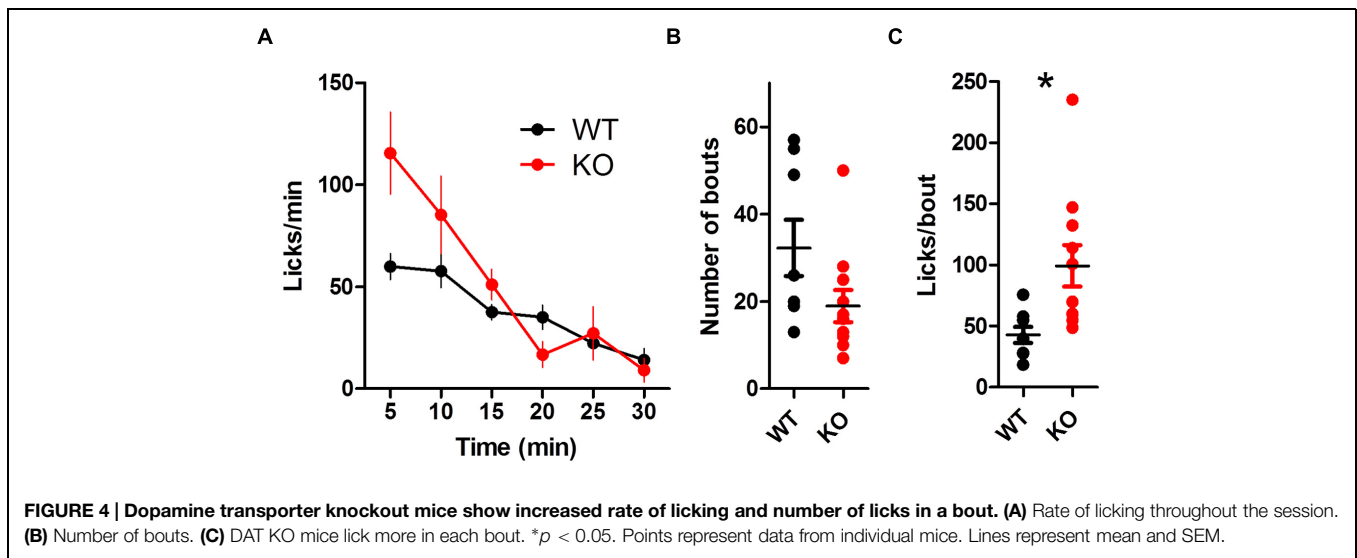 A
B
C
150
100
50
0
Licks/min
5 10 15 20 25 30
Time (min)
WT
KO
60
40
20
0
Number of bouts
WT KO
250
200
150
100
50
0
Licks/bout
*
WT KO
FIGURE 4 | Dopamine transporter knockout mice show increased rate of licking and number of licks in a bout. (A) Rate of licking throughout the session.
(B) Number of bouts. (C) DAT KO mice lick more in each bout. *p < 0.05. Points represent data from individual mice. Lines represent mean and SEM.